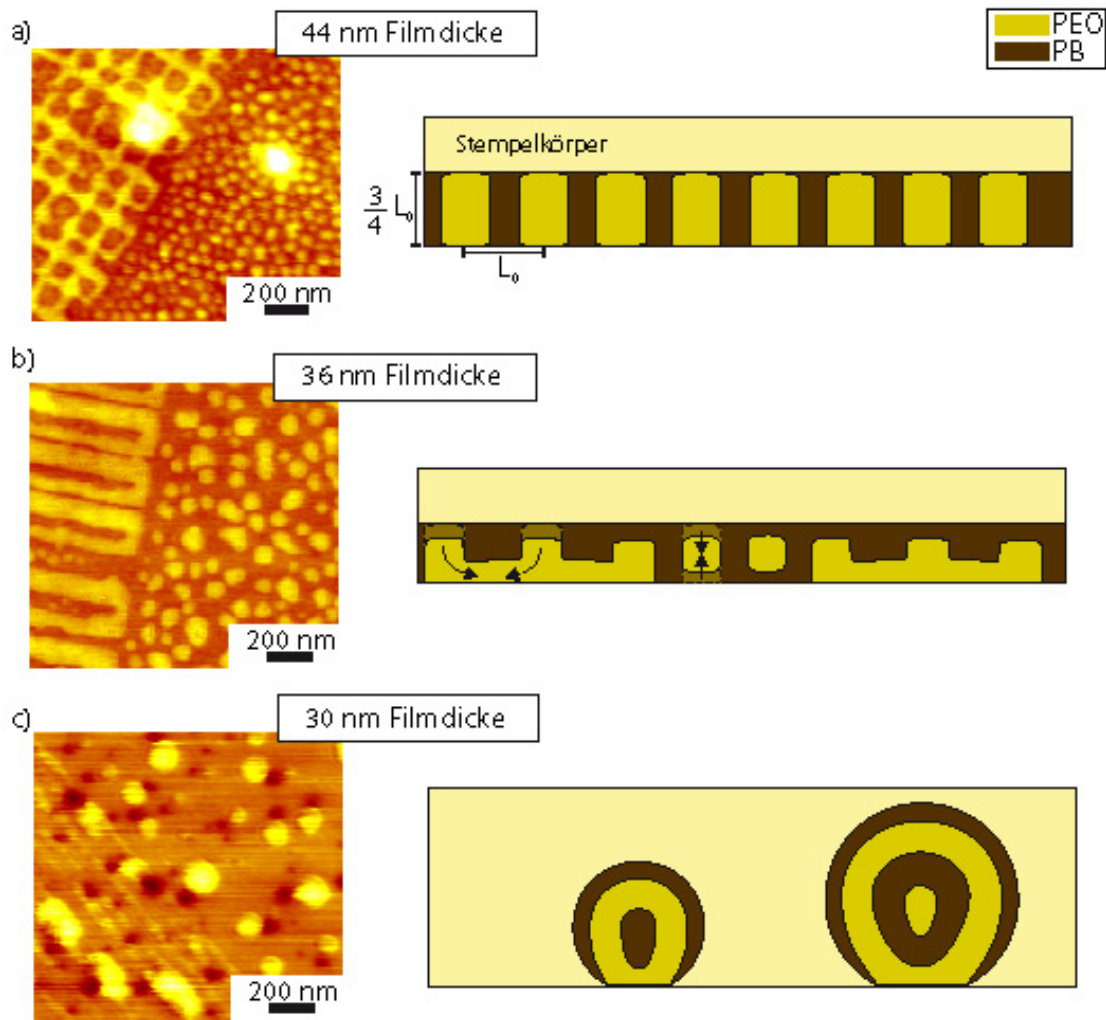 a)
44 nm Filmdicke
PEO
PB
Stempelkörper
3/4 L₀
L₀
200 nm
b)
36 nm Filmdicke
200 nm
c)
30 nm Filmdicke
200 nm